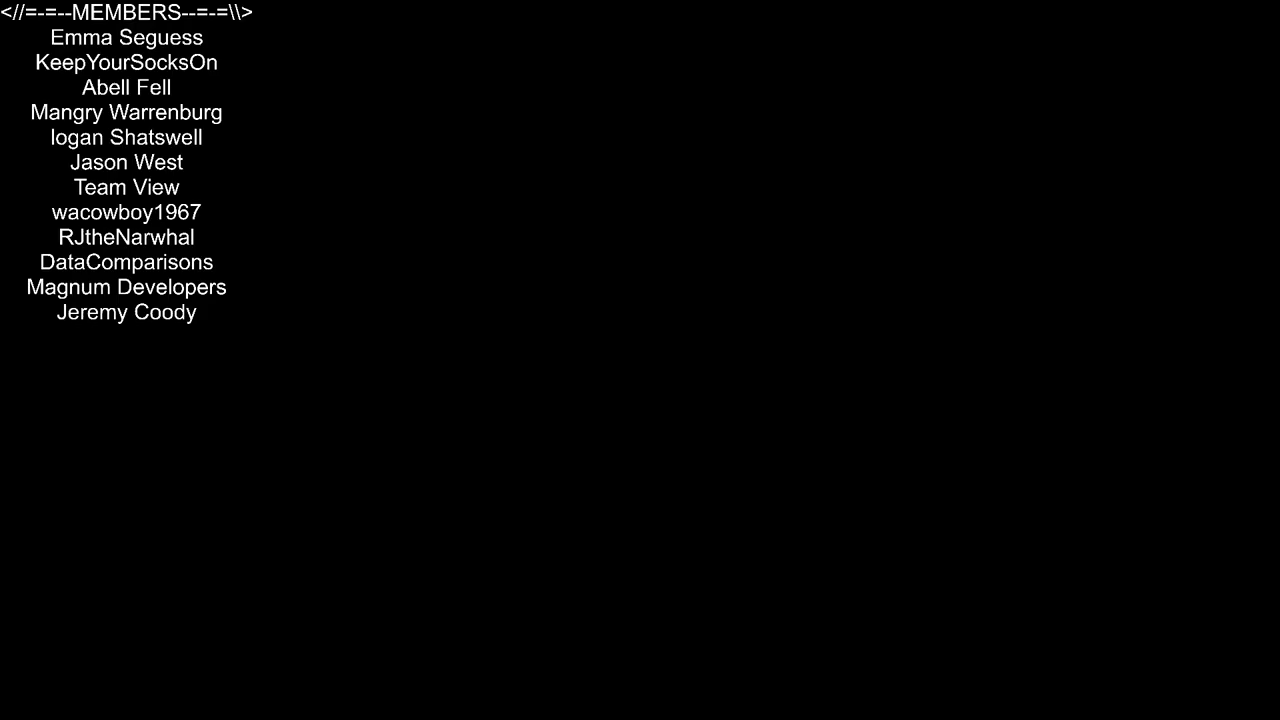 <//=-=--MEMBERS--=-=\\>
Emma Seguess
KeepYourSocksOn
Abell Fell
Mangry Warrenburg
logan Shatswell
Jason West
Team View
wacowboy1967
RJtheNarwhal
DataComparisons
Magnum Developers
Jeremy Coody